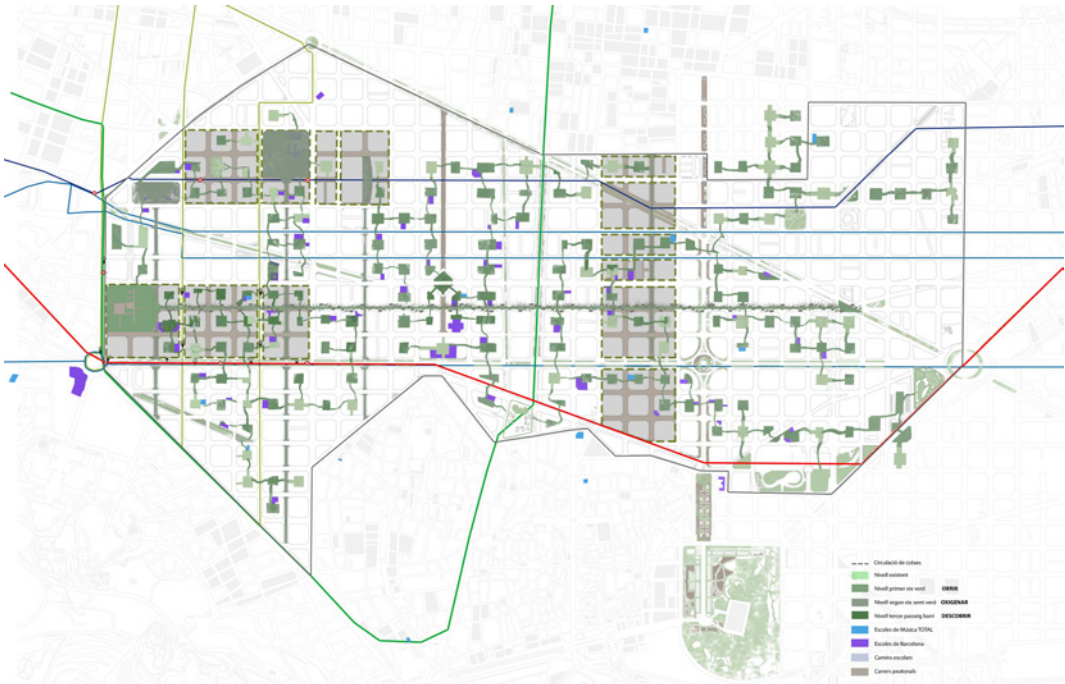 Circulació de cotxes
Nivell existent
Nivell primer eix verd OBRIR
Nivell segon eix semi verd OXIGENAR
Nivell tercer passeig barri DESCOBRIR
Escoles de Música TOTAL
Escoles de Barcelona
Camins escolars
Carrers peatonals